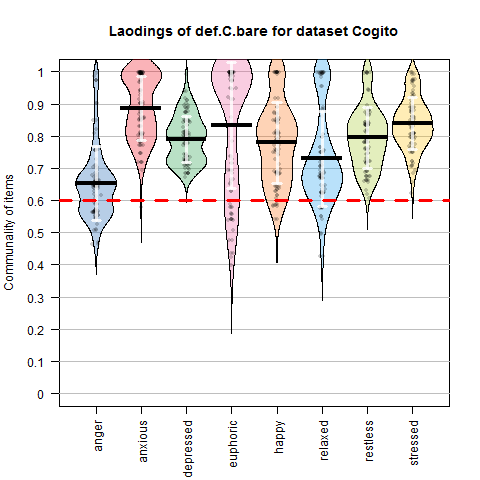 Laodings of def.C.bare for dataset Cogito
Communality of items
1
0.9
0.8
0.7
0.6
0.5
0.4
0.3
0.2
0.1
0
anger
anxious
depressed
euphoric
happy
relaxed
restless
stressed